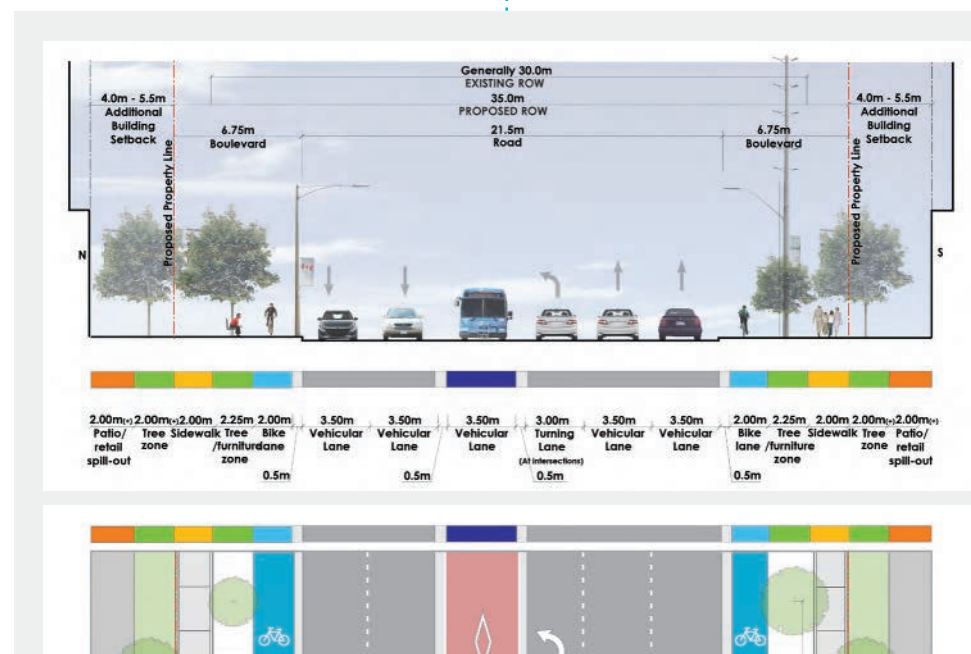 Generally 30.0m
EXISTING ROW
35.0m
PROPOSED ROW
4.0m - 5.5m
Additional
Building
Setback
Proposed Property Line
6.75m
Boulevard
21.5m
Road
6.75m
Boulevard
Proposed Property Line
4.0m - 5.5m
Additional
Building
Setback
N
S
2.00m(+) 2.00m(+) 2.00m 2.25m 2.00m 3.50m 3.50m 3.50m 3.00m 3.50m 3.50m 2.00m 2.25m 2.00m 2.00m(+) 2.00m(+)
Patio/ Tree Sidewalk Tree Bike Vehicular Vehicular Vehicular Turning Vehicular Vehicular Bike Tree Sidewalk Tree Patio/
retail zone /furniture lane Lane Lane Lane Lane Lane Lane lane /furniture zone retail
spill-out zone (At intersections) zone spill-out
0.5m 0.5m 0.5m 0.5m